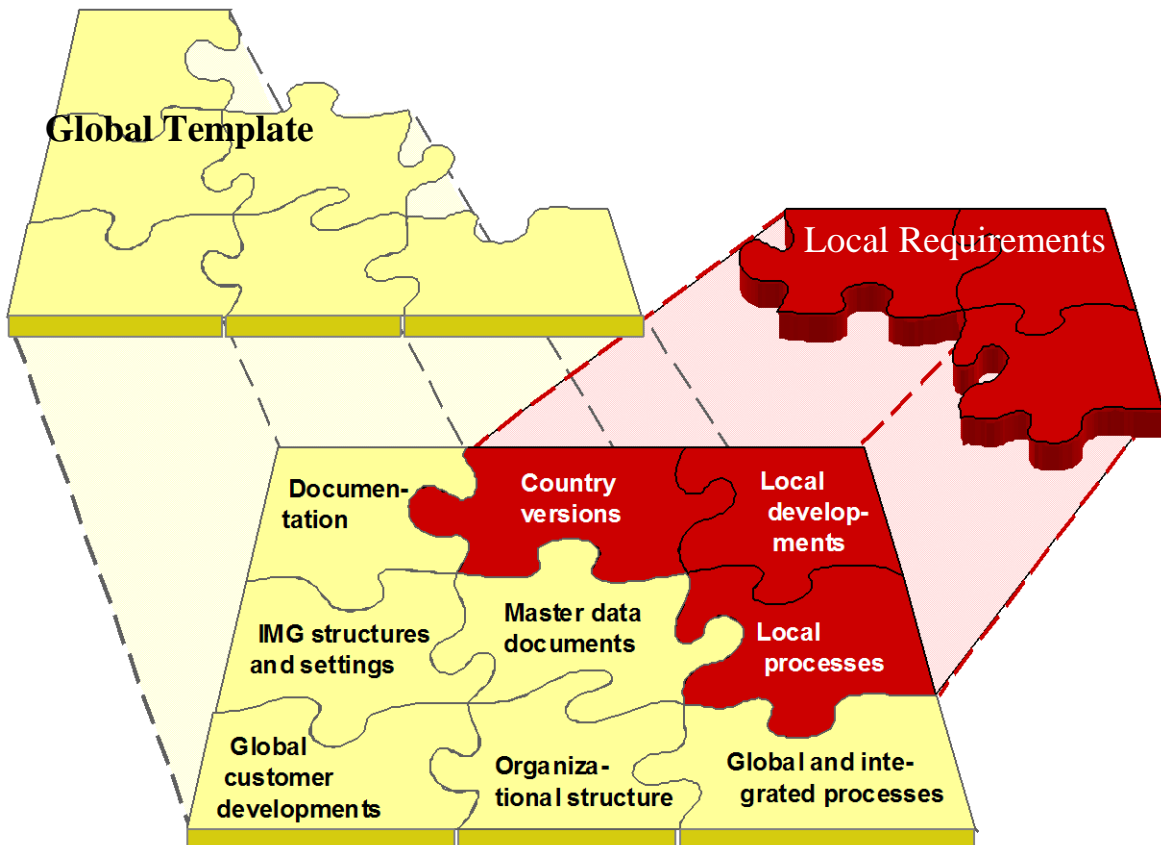 Global Template
Local Requirements
Documen-
tation
Country
versions
Local
develop-
ments
IMG structures
and settings
Master data
documents
Local
processes
Global
customer
developments
Organiza-
tional structure
Global and inte-
grated processes